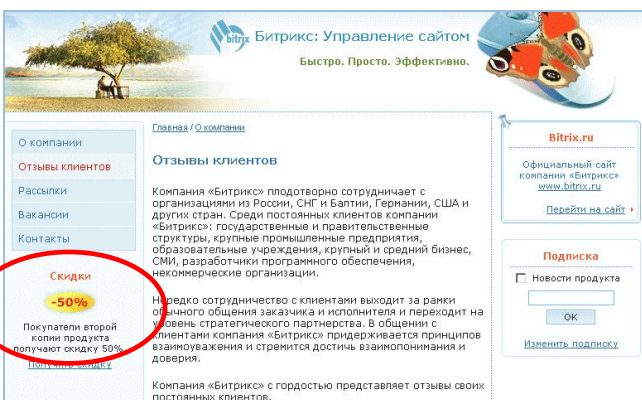 bitrix Битрикс: Управление сайтом
Быстро. Просто. Эффективно.
О компании
Отзывы клиентов
Рассылки
Вакансии
Контакты
Скидки
-50%
Покупатели второй
копии продукта
получают скидку 50%
Получить скидку
Главная / О компании
Отзывы клиентов
Компания «Битрикс» плодотворно сотрудничает с
организациями из России, СНГ и Балтии, Германии, США и
других стран. Среди постоянных клиентов компании
«Битрикс»: государственные и правительственные
структуры, крупные промышленные предприятия,
образовательные учреждения, крупный и средний бизнес,
СМИ, разработчики программного обеспечения,
некоммерческие организации.
Нередко сотрудничество с клиентами выходит за рамки
обычного общения заказчика и исполнителя и переходит на
уровень стратегического партнерства. В общении с
клиентами компания «Битрикс» придерживается принципов
взаимоуважения и стремится достичь взаимопонимания и
доверия.
Компания «Битрикс» с гордостью представляет отзывы своих
постоянных клиентов.
Bitrix.ru
Официальный сайт
компании «Битрикс»
www.bitrix.ru
Перейти на сайт
Подписка
Новости продукта
OK
Изменить подписку